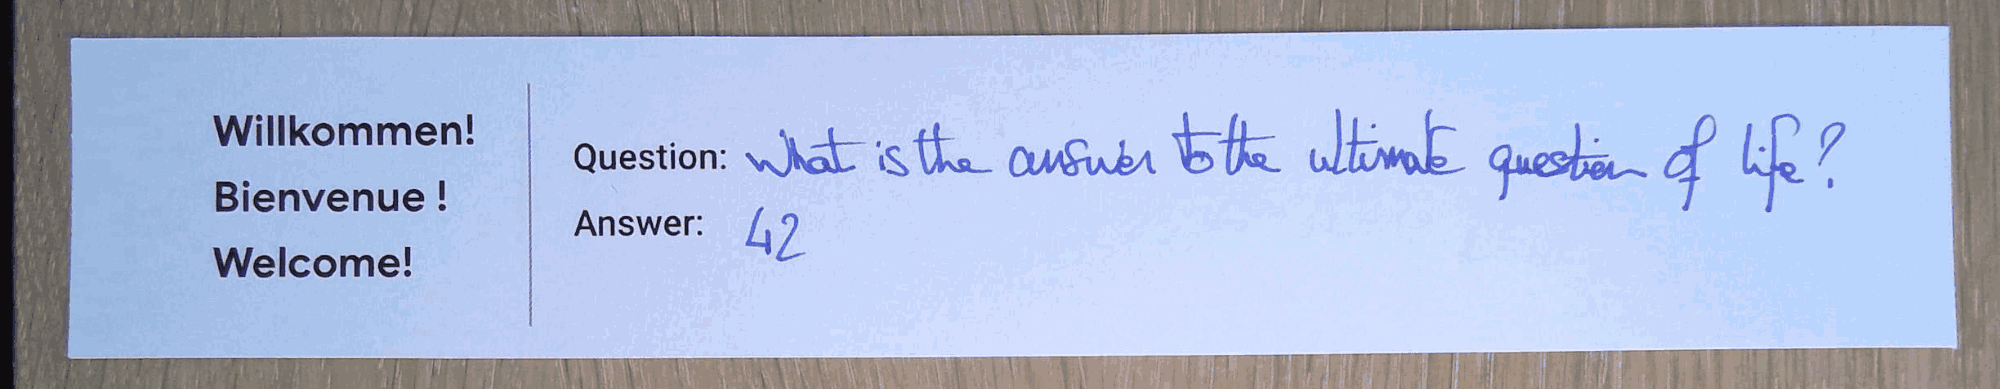 Willkommen!
Bienvenue !
Welcome!
Question: What is the answer to the ultimate question of life?
Answer: 42